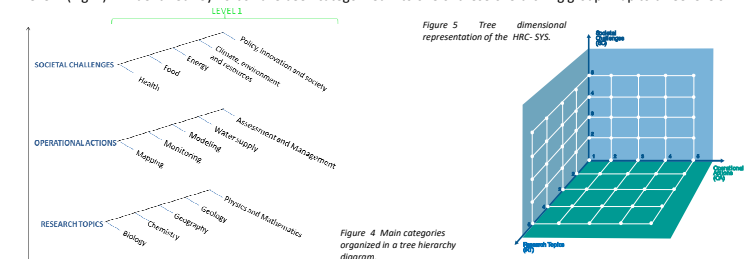 LEVEL 1
Figure 5 Tree dimensional
representation of the HRC- SYS.
SOCIETAL CHALLENGES
Health
Food
Energy
Climate, environment
and resources
Policy, innovation and society
OPERATIONAL ACTIONS
Mapping
Monitoring
Modeling
Water supply
Assessment and Management
RESEARCH TOPICS
Biology
Chemistry
Geography
Geology
Physics and Mathematics
Figure 4 Main categories
organized in a tree hierarchy
diagram
Societal
Challenges
(SC)
Operational
Actions
(OA)
Research Topics
(RT)